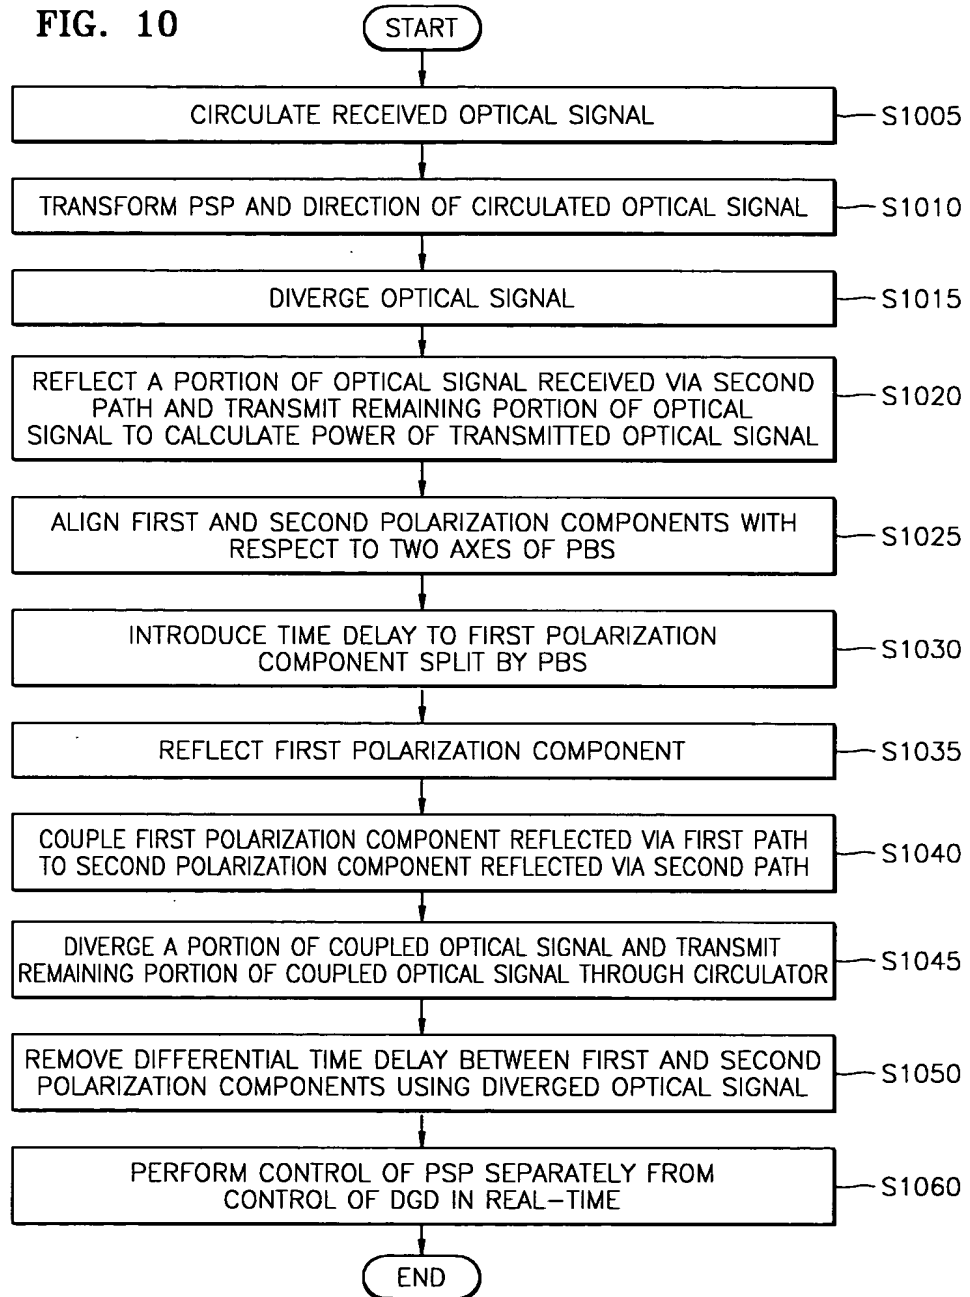 FIG. 10
START
CIRCULATE RECEIVED OPTICAL SIGNAL
S1005
TRANSFORM PSP AND DIRECTION OF CIRCULATED OPTICAL SIGNAL
S1010
DIVERGE OPTICAL SIGNAL
S1015
REFLECT A PORTION OF OPTICAL SIGNAL RECEIVED VIA SECOND
PATH AND TRANSMIT REMAINING PORTION OF OPTICAL
SIGNAL TO CALCULATE POWER OF TRANSMITTED OPTICAL SIGNAL
S1020
ALIGN FIRST AND SECOND POLARIZATION COMPONENTS WITH
RESPECT TO TWO AXES OF PBS
S1025
INTRODUCE TIME DELAY TO FIRST POLARIZATION
COMPONENT SPLIT BY PBS
S1030
REFLECT FIRST POLARIZATION COMPONENT
S1035
COUPLE FIRST POLARIZATION COMPONENT REFLECTED VIA FIRST PATH
TO SECOND POLARIZATION COMPONENT REFLECTED VIA SECOND PATH
S1040
DIVERGE A PORTION OF COUPLED OPTICAL SIGNAL AND TRANSMIT
REMAINING PORTION OF COUPLED OPTICAL SIGNAL THROUGH CIRCULATOR
S1045
REMOVE DIFFERENTIAL TIME DELAY BETWEEN FIRST AND SECOND
POLARIZATION COMPONENTS USING DIVERGED OPTICAL SIGNAL
S1050
PERFORM CONTROL OF PSP SEPARATELY FROM
CONTROL OF DGD IN REAL-TIME
S1060
END